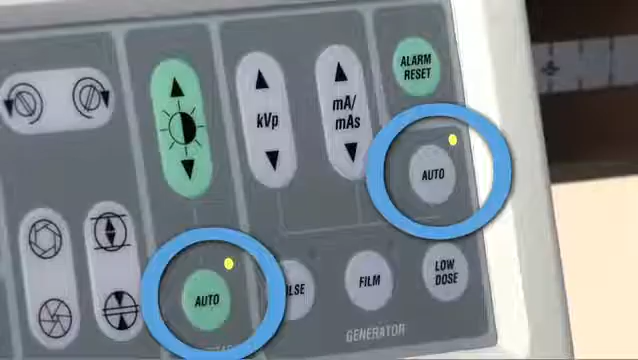 ALARM
RESET
kVp
mA/
mAs
AUTO
AUTO
FILM
LOW
DOSE
GENERATOR